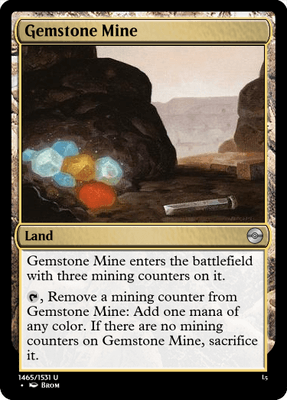 Gemstone Mine
Land
Gemstone Mine enters the battlefield
with three mining counters on it.
, Remove a mining counter from
Gemstone Mine: Add one mana of
any color. If there are no mining
counters on Gemstone Mine, sacrifice
it.
1465/1531 U
• BROM